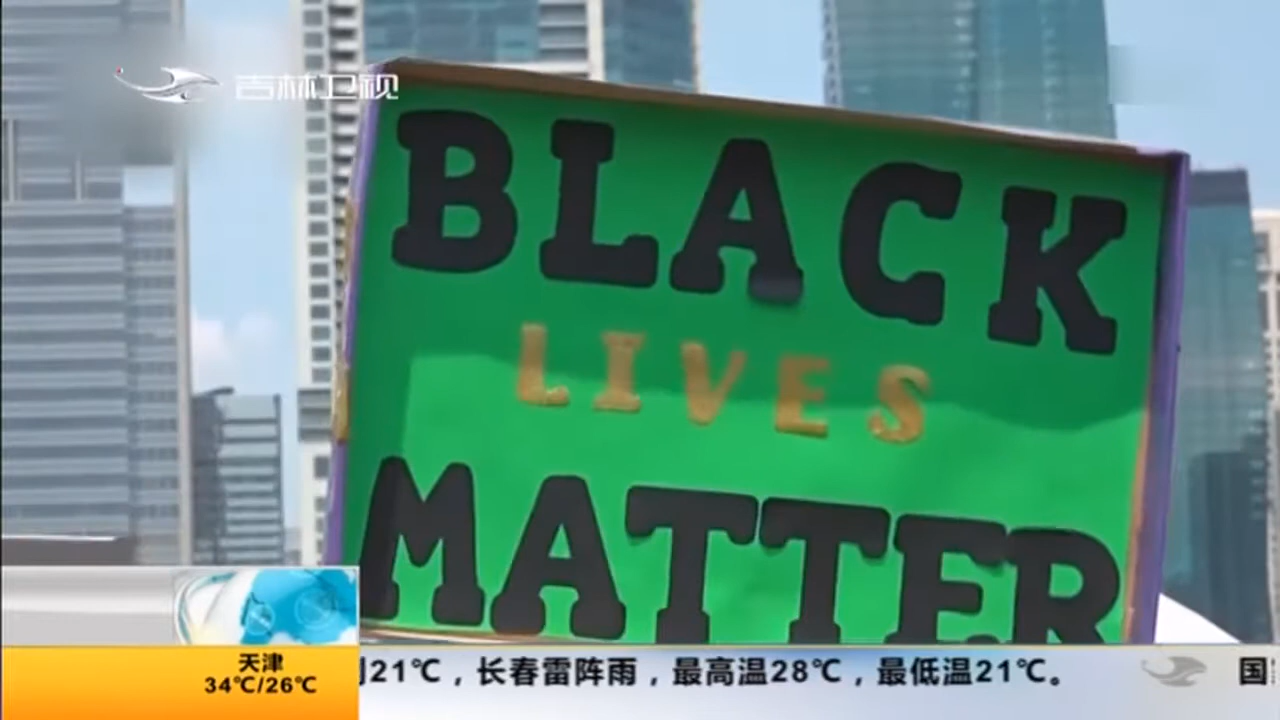 吉林卫视
BLACK
LIVES
MATTER
天津
34℃/26℃
21℃，长春雷阵雨，最高温28℃，最低温21℃。
国